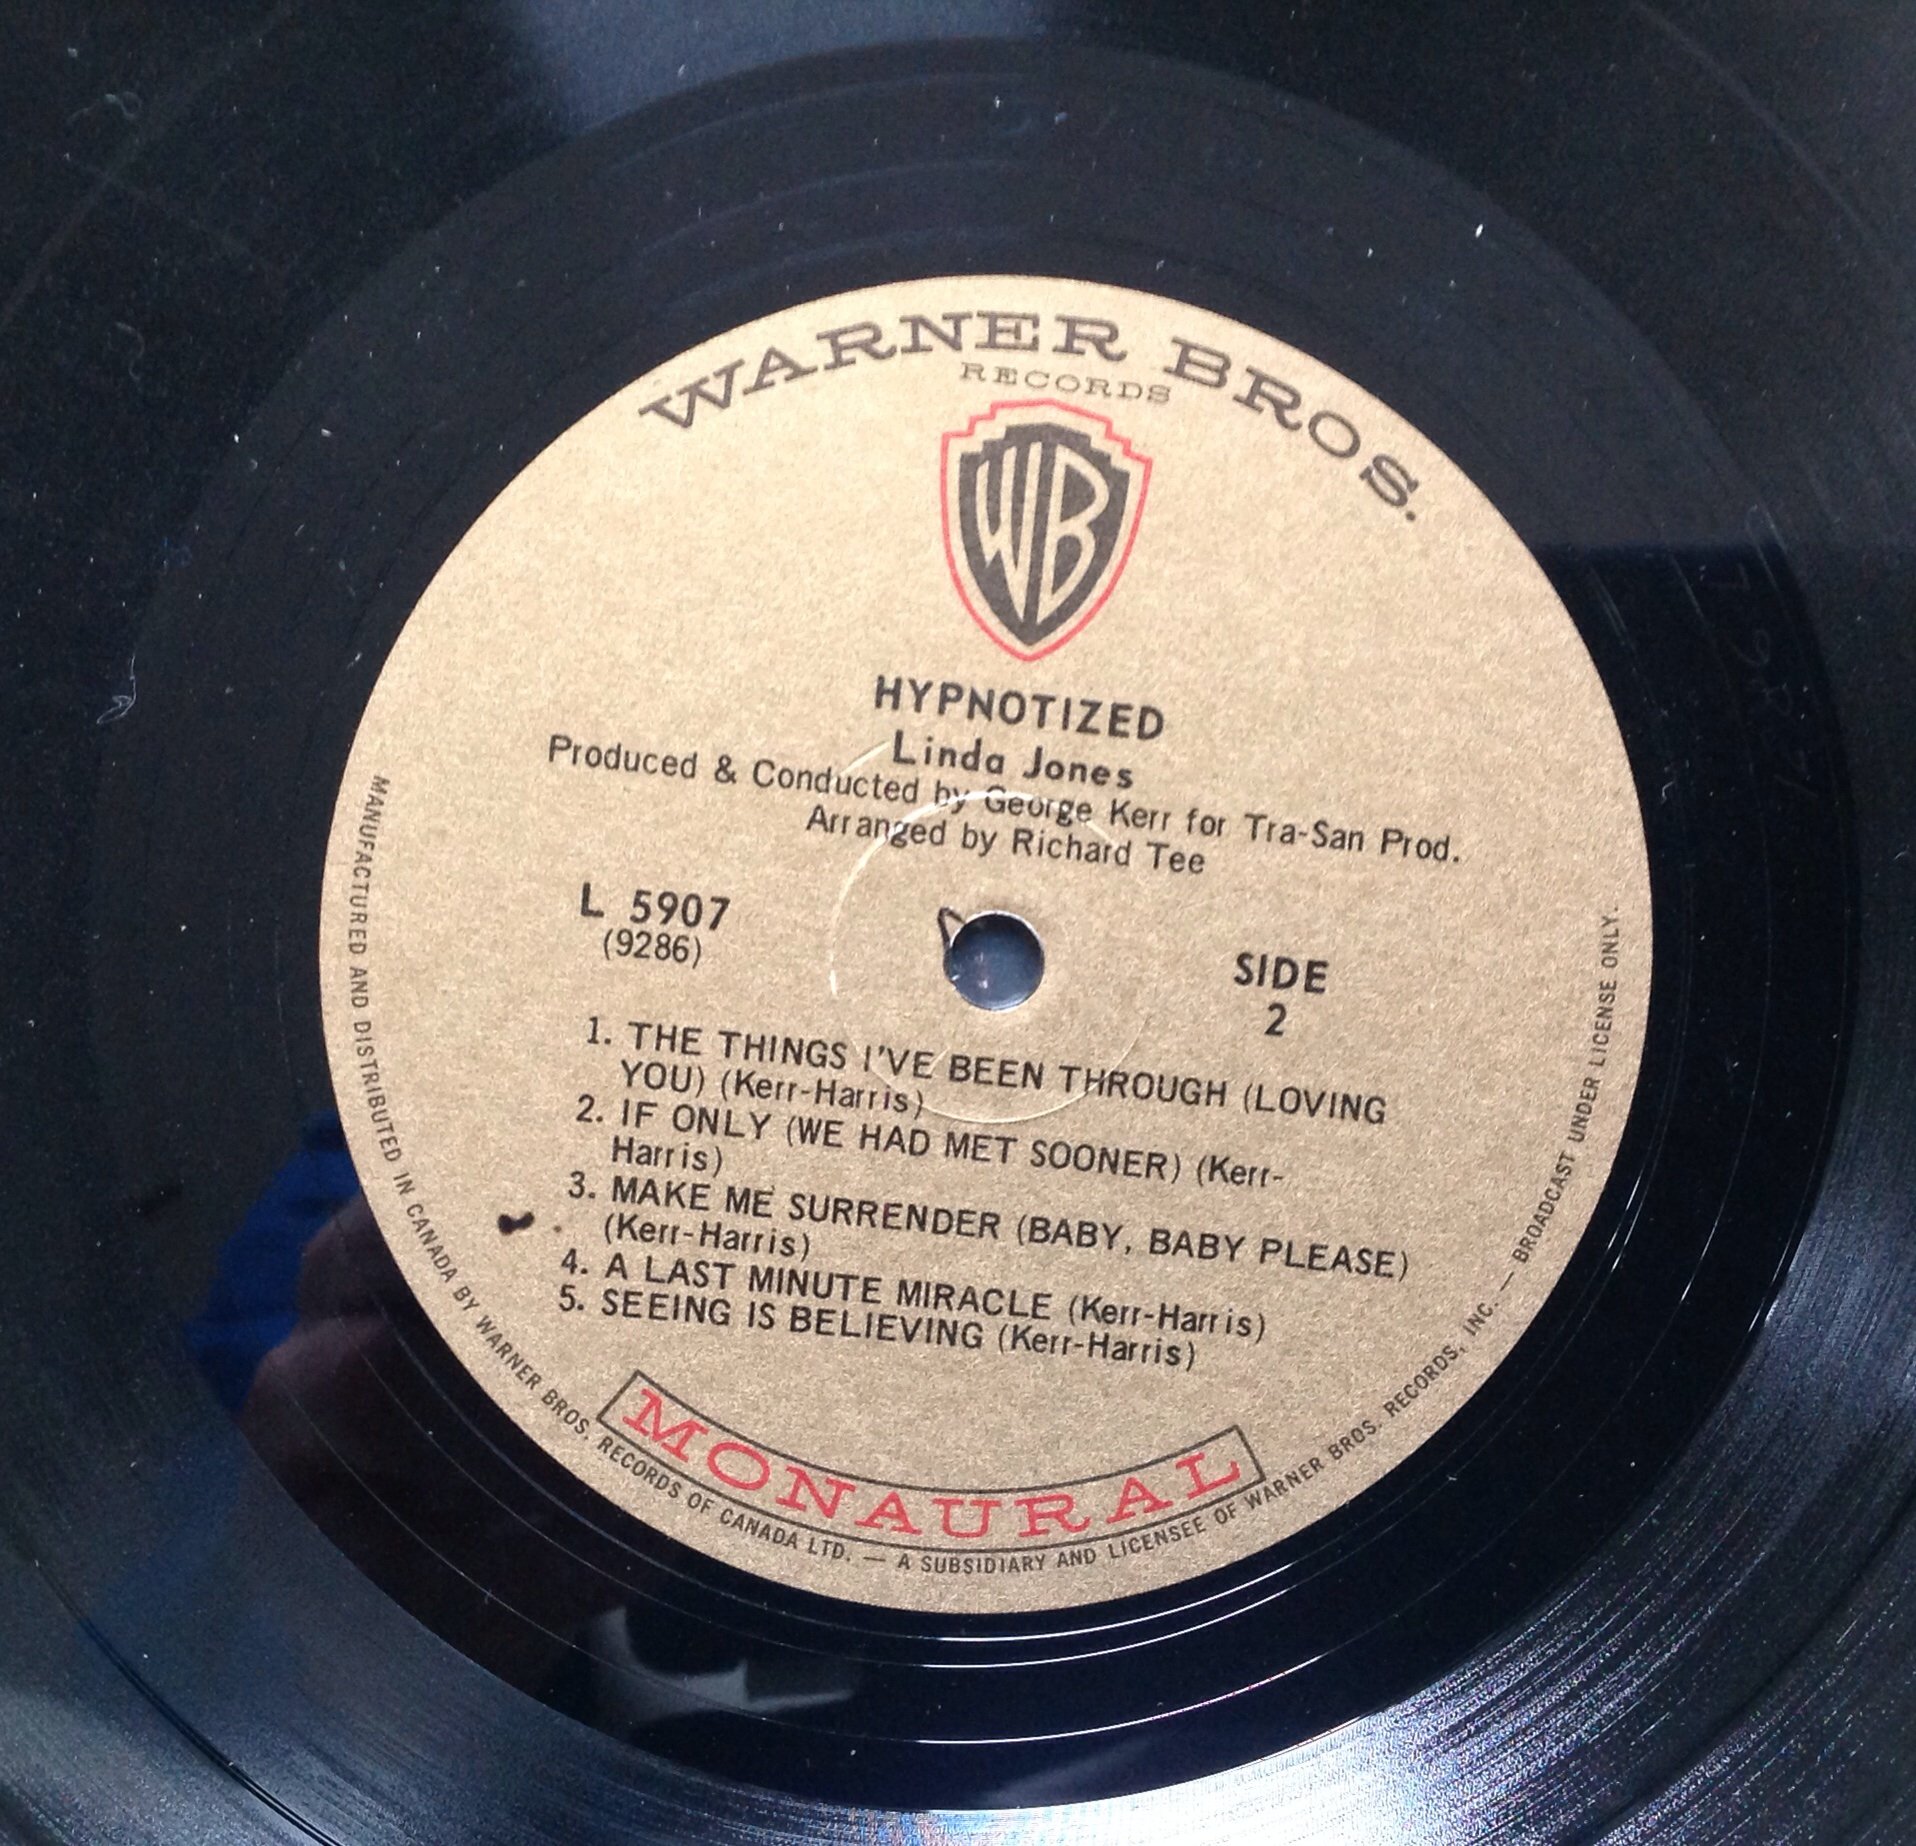 WARNER BROS.
RECORDS
WB
HYPNOTIZED
Linda Jones
Produced & Conducted by George Kerr for Tra-San Prod.
Arranged by Richard Tee
L 5907
(9286)
SIDE
2
1. THE THINGS I'VE BEEN THROUGH (LOVING
YOU) (Kerr-Harris)
2. IF ONLY (WE HAD MET SOONER) (Kerr-
Harris)
3. MAKE ME SURRENDER (BABY, BABY PLEASE)
(Kerr-Harris)
4. A LAST MINUTE MIRACLE (Kerr-Harris)
5. SEEING IS BELIEVING (Kerr-Harris)
MONAURAL
MANUFACTURED AND DISTRIBUTED IN CANADA BY WARNER BROS. RECORDS OF CANADA LTD. — A SUBSIDIARY AND LICENSEE OF WARNER BROS. RECORDS, INC. — BROADCAST UNDER LICENSE ONLY.